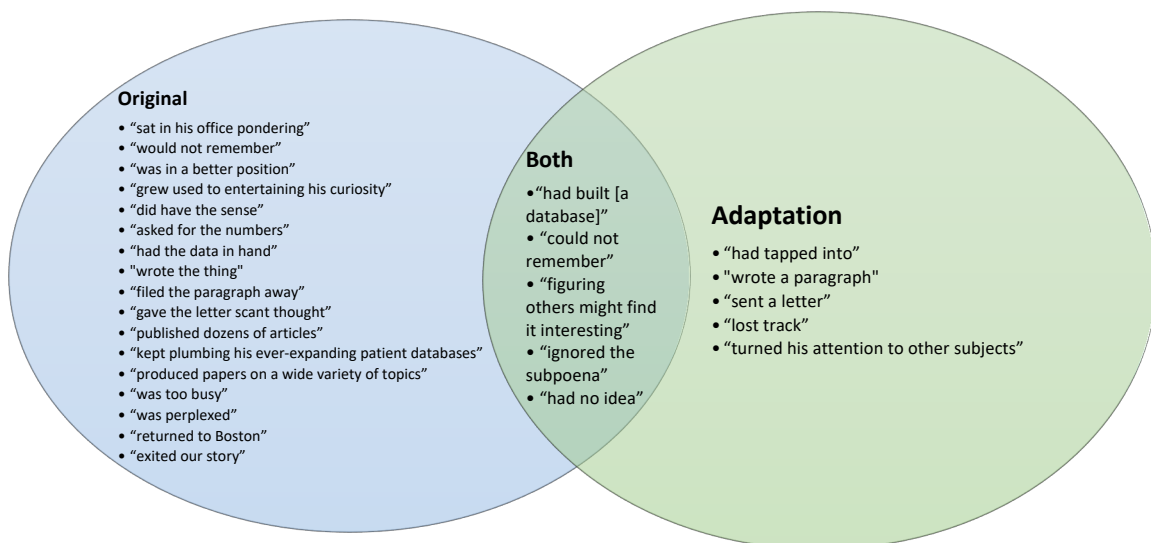 Original
• “sat in his office pondering”
• “would not remember”
• “was in a better position”
• “grew used to entertaining his curiosity”
• “did have the sense”
• “asked for the numbers”
• “had the data in hand”
• "wrote the thing"
• “filed the paragraph away”
• “gave the letter scant thought”
• “published dozens of articles”
• “kept plumbing his ever-expanding patient databases”
• “produced papers on a wide variety of topics”
• “was too busy”
• “was perplexed”
• “returned to Boston”
• “exited our story”
Both
•“had built [a
database]”
• “could not
remember”
• “figuring
others might find
it interesting”
• “ignored the
subpoena”
• “had no idea”
Adaptation
• “had tapped into”
• "wrote a paragraph"
• “sent a letter”
• “lost track”
• “turned his attention to other subjects”